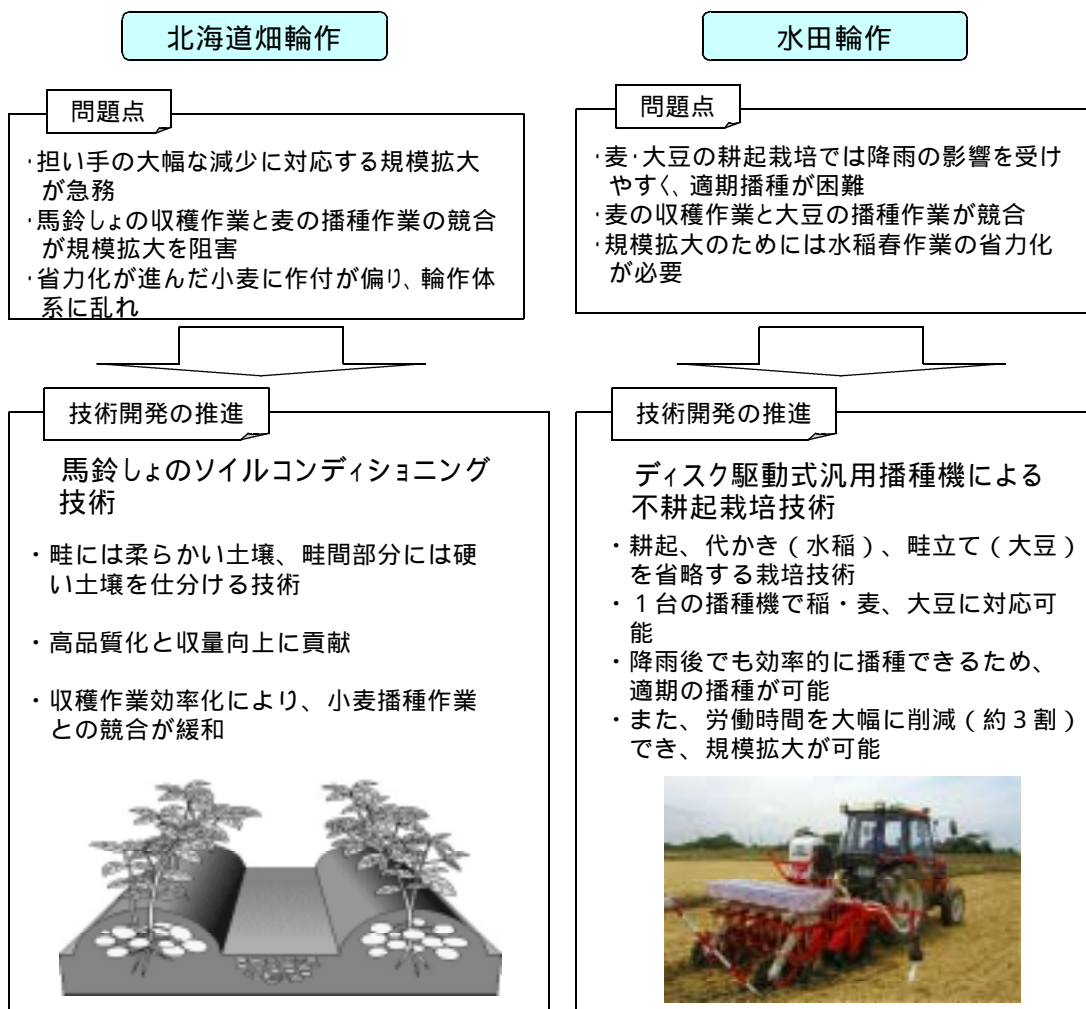 北海道畑輪作
問題点
・担い手の大幅な減少に対応する規模拡大
が急務
・馬鈴しょの収穫作業と麦の播種作業の競合
が規模拡大を阻害
・省力化が進んだ小麦に作付が偏り、輪作体
系に乱れ
技術開発の推進
馬鈴しょのソイルコンディショニング
技術
・畦には柔らかい土壌、畦間部分には硬
い土壌を仕分ける技術
・高品質化と収量向上に貢献
・収穫作業効率化により、小麦播種作業
との競合が緩和
水田輪作
問題点
・麦・大豆の耕起栽培では降雨の影響を受け
やすく、適期播種が困難
・麦の収穫作業と大豆の播種作業が競合
・規模拡大のためには水稲春作業の省力化
が必要
技術開発の推進
ディスク駆動式汎用播種機による
不耕起栽培技術
・耕起、代かき（水稲）、畦立て（大豆）
を省略する栽培技術
・１台の播種機で稲・麦、大豆に対応可
能
・降雨後でも効率的に播種できるため、
適期の播種が可能
・また、労働時間を大幅に削減（約３割）
でき、規模拡大が可能